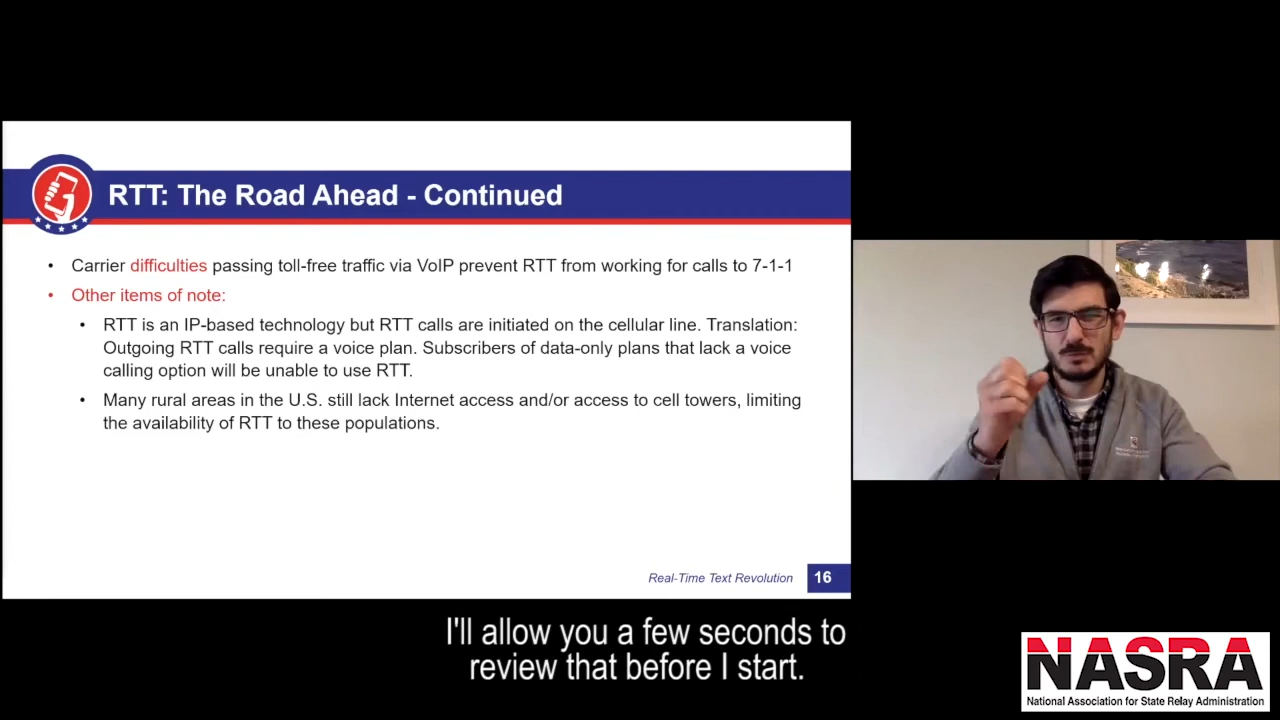 RTT: The Road Ahead - Continued
• Carrier difficulties passing toll-free traffic via VoIP prevent RTT from working for calls to 7-1-1
• Other items of note:
• RTT is an IP-based technology but RTT calls are initiated on the cellular line. Translation:
Outgoing RTT calls require a voice plan. Subscribers of data-only plans that lack a voice
calling option will be unable to use RTT.
• Many rural areas in the U.S. still lack Internet access and/or access to cell towers, limiting
the availability of RTT to these populations.
Real-Time Text Revolution
16
I'll allow you a few seconds to
review that before I start.
NASRA
National Association for State Relay Administration